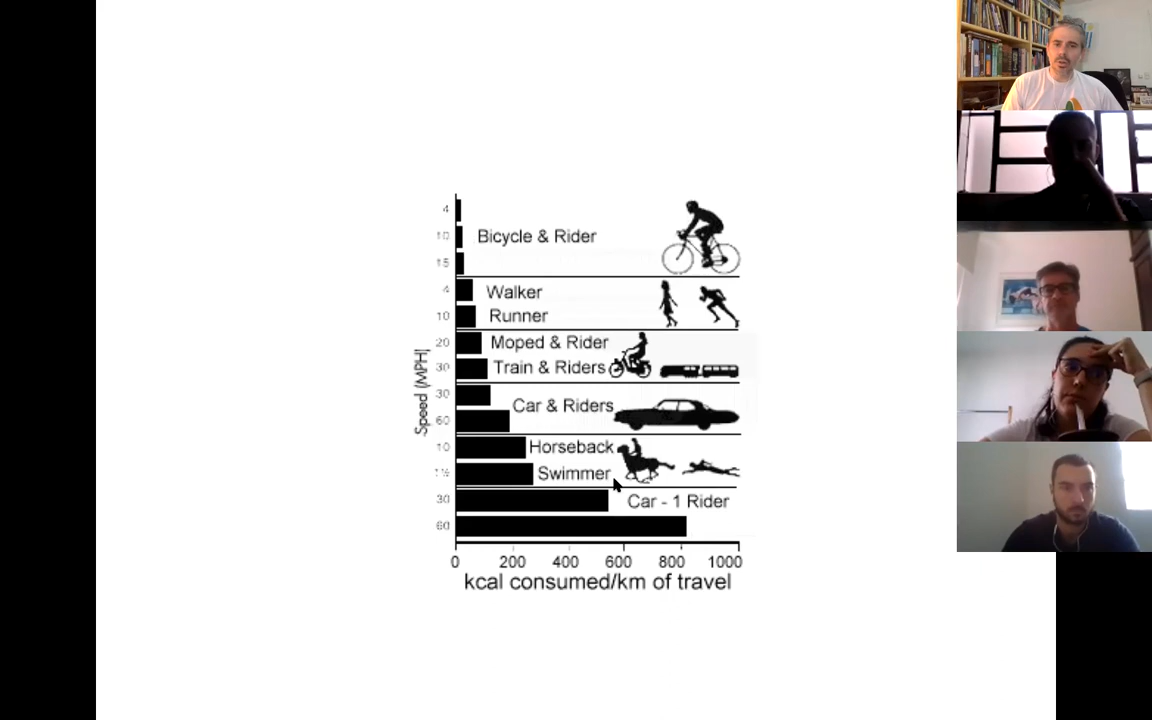 4
10 Bicycle & Rider
15
4 Walker
10 Runner
20 Moped & Rider
30 Train & Riders
30
Car & Riders
60
10 Horseback
Swimmer
30 Car - 1 Rider
60
Speed (MPH)
0 200 400 600 800 1000
kcal consumed/km of travel